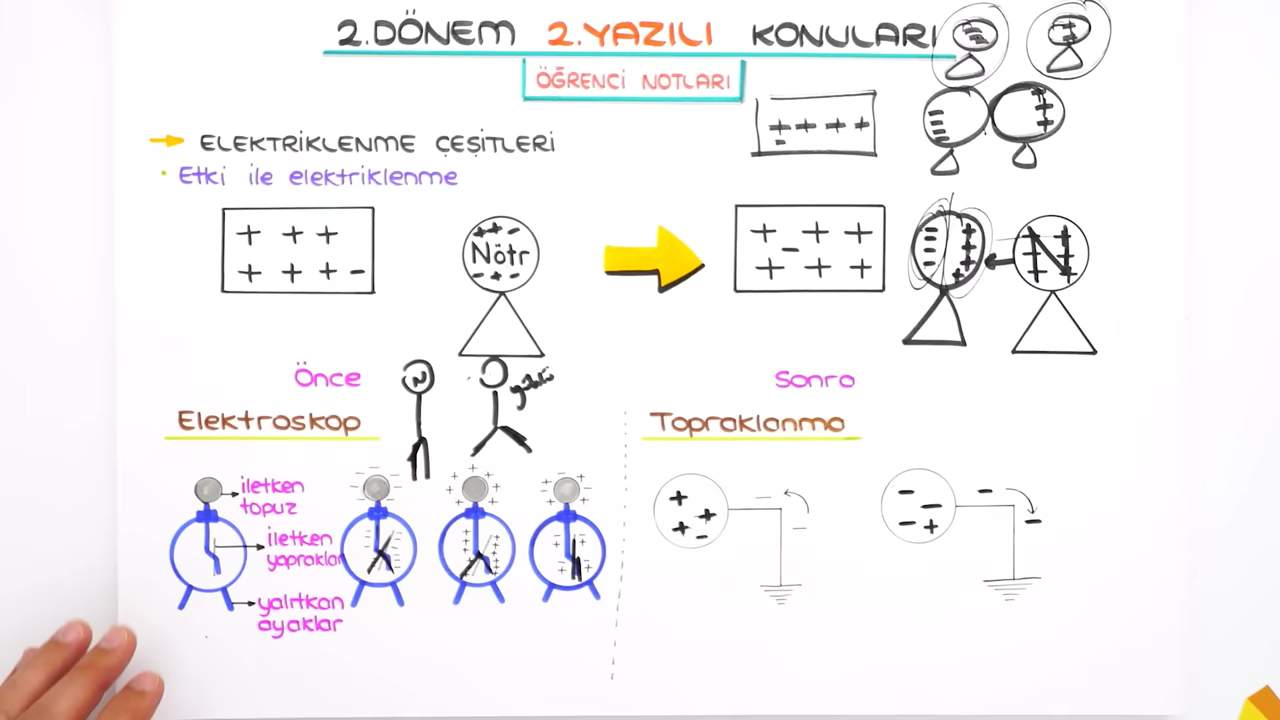 2.DÖNEM 2.YAZILI KONULARI
ÖĞRENCİ NOTLARI
ELEKTRİKLENME ÇEŞİTLERİ
Etki ile elektriklenme
+ + + +
-
+ + +
+ + + -
++ -
Nötr
- + -
+ + +
-
+ + +
N
Önce
Sonra
N
yüklü
Elektroskop
Topraklanma
iletken
topuz
iletken
yapraklar
yalıtkan
ayaklar